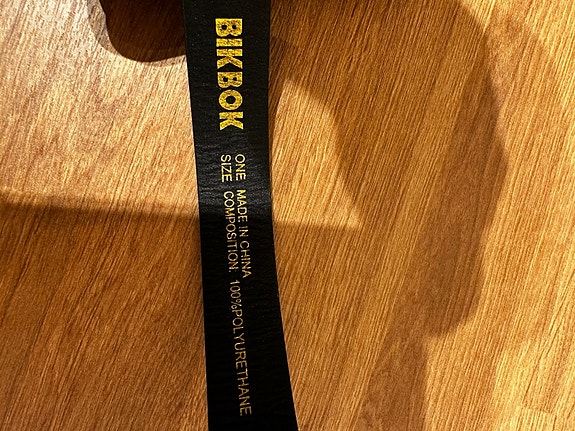 BIKBOK
ONE SIZE
MADE IN CHINA
COMPOSITION: 100%POLYURETHANE